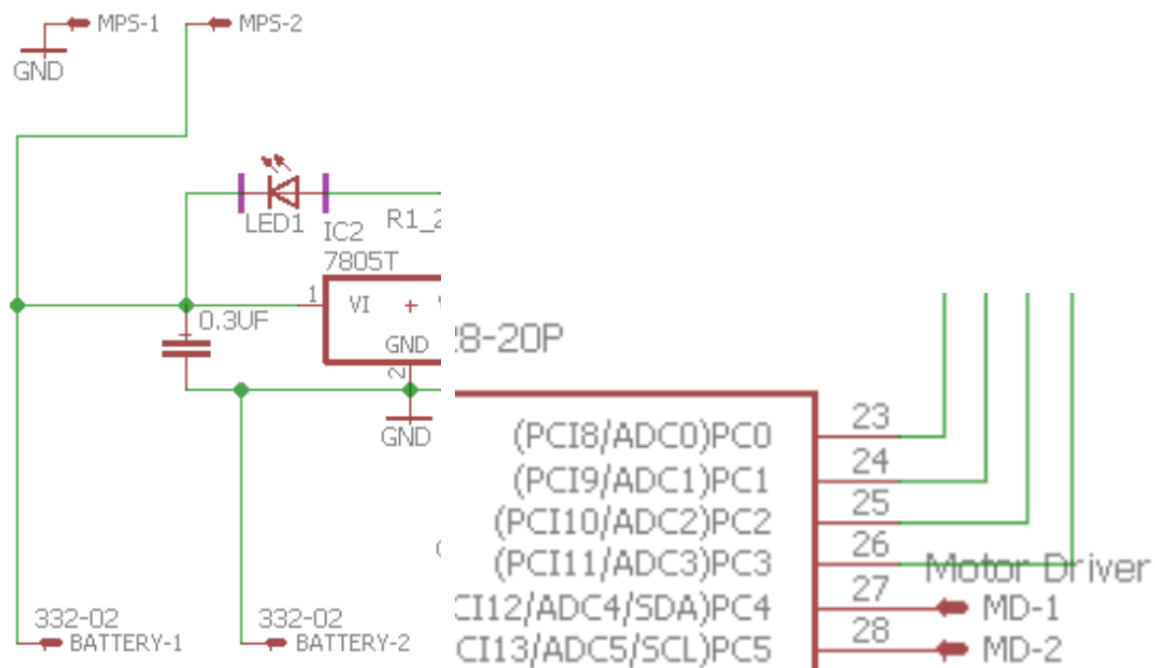 MPS-1
MPS-2
GND
LED1
IC2
7805T
R1_2
1
VI
0.3UF
GND
2
GND
332-02
BATTERY-1
332-02
BATTERY-2
8-20P
(PCI8/ADC0)PC0 23
(PCI9/ADC1)PC1 24
(PCI10/ADC2)PC2 25
(PCI11/ADC3)PC3 26
Motor Driver
CI12/ADC4/SDA)PC4 27 MD-1
CI13/ADC5/SCL)PC5 28 MD-2